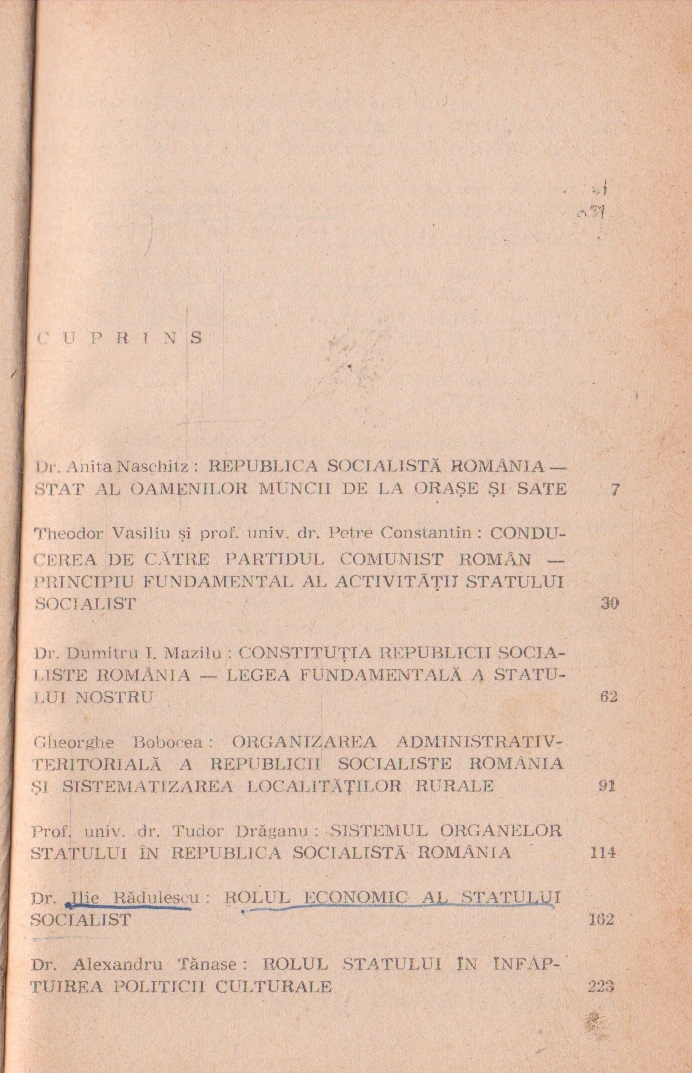 CUPRINS
Dr. Anita Naschitz : REPUBLICA SOCIALISTĂ ROMÂNIA —
STAT AL OAMENILOR MUNCII DE LA ORAȘE ȘI SATE 7
Theodor Vasiliu și prof. univ. dr. Petre Constantin : CONDU-
CEREA DE CĂTRE PARTIDUL COMUNIST ROMÂN —
PRINCIPIU FUNDAMENTAL AL ACTIVITĂȚII STATULUI
SOCIALIST 30
Dr. Dumitru I. Mazilu : CONSTITUȚIA REPUBLICII SOCIA-
LISTE ROMÂNIA — LEGEA FUNDAMENTALĂ A STATU-
LUI NOSTRU 62
Gheorghe Bobocea : ORGANIZAREA ADMINISTRATIV-
TERITORIALĂ A REPUBLICII SOCIALISTE ROMÂNIA
ȘI SISTEMATIZAREA LOCALITĂȚILOR RURALE 91
Prof. univ. dr. Tudor Drăganu : SISTEMUL ORGANELOR
STATULUI ÎN REPUBLICA SOCIALISTĂ ROMÂNIA 114
Dr. Ilie Rădulescu : ROLUL ECONOMIC AL STATULUI
SOCIALIST 162
Dr. Alexandru Tănase : ROLUL STATULUI ÎN ÎNFĂP-
TUIREA POLITICII CULTURALE 223